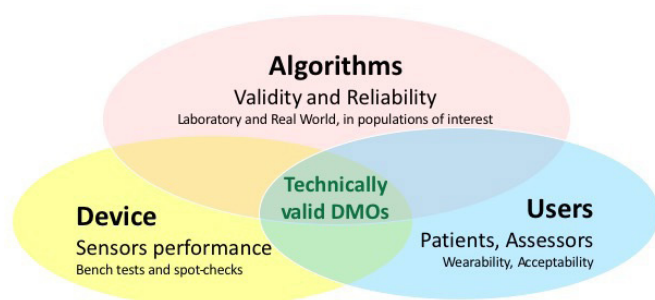 Algorithms
Validity and Reliability
Laboratory and Real World, in populations of interest
Technically
valid DMOs
Device
Sensors performance
Bench tests and spot-checks
Users
Patients, Assessors
Wearability, Acceptability